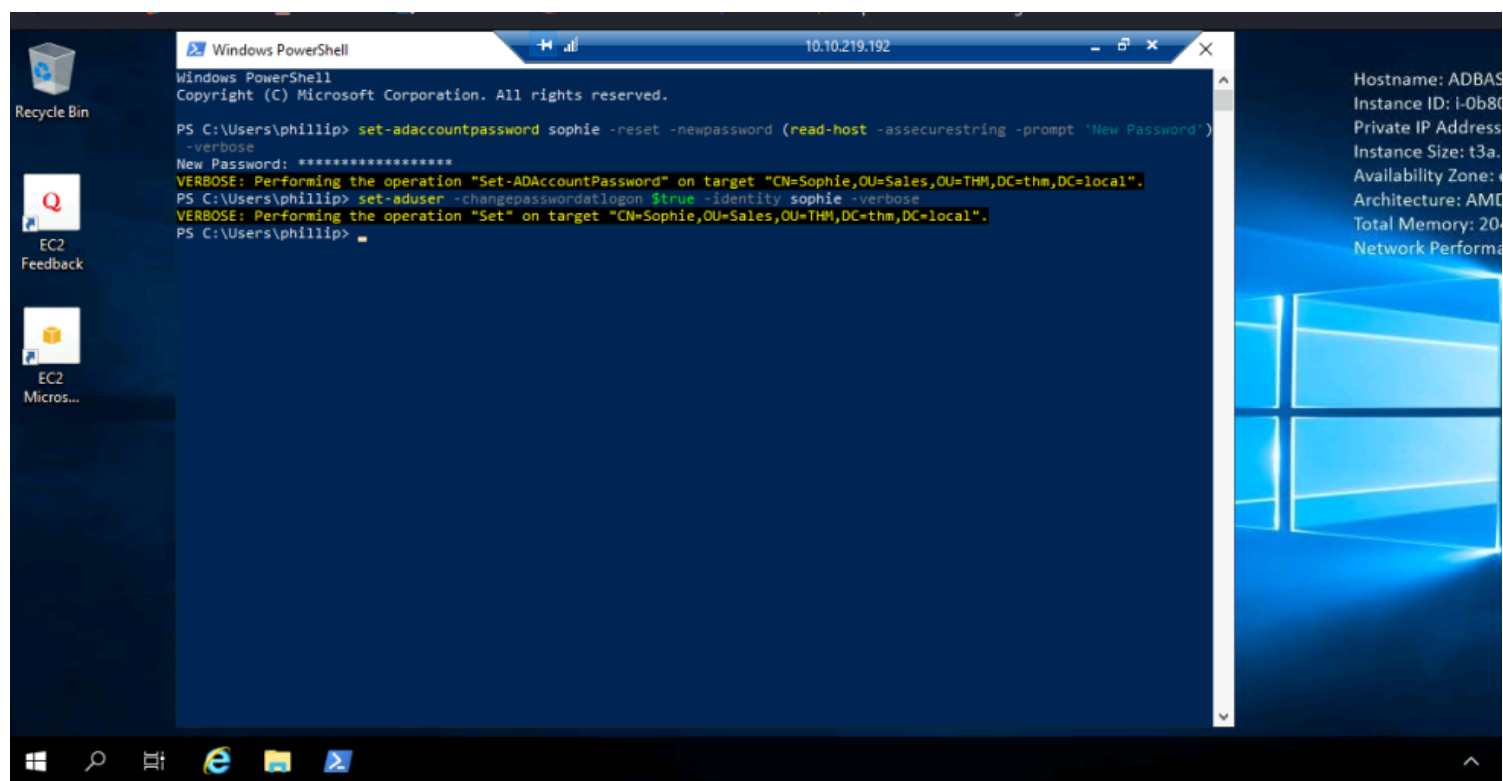 Windows PowerShell
10.10.219.192
Windows PowerShell
Copyright (C) Microsoft Corporation. All rights reserved.
PS C:\Users\phillip> set-adaccountpassword sophie -reset -newpassword (read-host -assecurestring -prompt 'New Password')
-verbose
New Password: ******************
VERBOSE: Performing the operation "Set-ADAccountPassword" on target "CN=Sophie,OU=Sales,OU=THM,DC=thm,DC=local".
PS C:\Users\phillip> set-aduser -changepasswordatlogon $true -identity sophie -verbose
VERBOSE: Performing the operation "Set" on target "CN=Sophie,OU=Sales,OU=THM,DC=thm,DC=local".
PS C:\Users\phillip>
Recycle Bin
EC2
Feedback
EC2
Micros...
Hostname: ADBAS
Instance ID: i-0b80
Private IP Address
Instance Size: t3a.
Availability Zone:
Architecture: AMD
Total Memory: 204
Network Performa